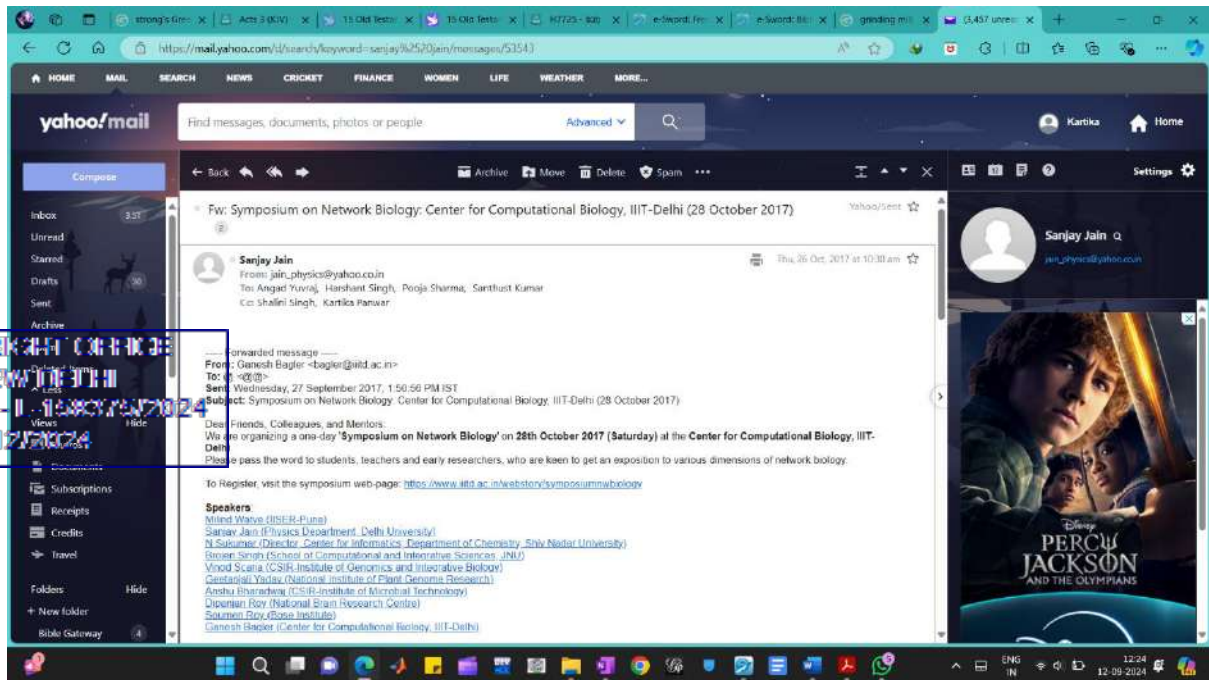 strong's Gre
Acts 3 (KJV)
15 Old Testa
15 Old Testa
H7725 -
e-Sword: Fre
e-Sword:
grinding mil
(3,457 unrea
https://mail.yahoo.com/d/search/keyword=sanjay%2520jain/messages/53543
HOME MAIL SEARCH NEWS CRICKET FINANCE WOMEN LIFE WEATHER MORE...
yahoo!mail
Find messages, documents, photos or people
Advanced
Kartika
Home
Compose
Back
Archive Move Delete Spam
Settings
Inbox
Unread
Starred
Drafts 30
Sent
Archive
Less
Views Hide
Documents
Subscriptions
Receipts
Credits
Travel
Folders Hide
+ New folder
Bible Gateway 4
Fw: Symposium on Network Biology: Center for Computational Biology, IIIT-Delhi (28 October 2017)
Yahoo/Sent
2
Sanjay Jain
Thu, 26 Oct, 2017 at 10:30 am
From: jain_physics@yahoo.co.in
To: Angad Yuvraj, Harshant Singh, Pooja Sharma, Santhust Kumar
Cc: Shalini Singh, Kartika Panwar
----- Forwarded message -----
From: Ganesh Bagler <bagler@iiitd.ac.in>
To: @ <@@>
Sent: Wednesday, 27 September 2017, 1:50:56 PM IST
Subject: Symposium on Network Biology: Center for Computational Biology, IIIT-Delhi (28 October 2017)
Dear Friends, Colleagues, and Mentors:
We are organizing a one-day 'Symposium on Network Biology' on 28th October 2017 (Saturday) at the Center for Computational Biology, IIIT-
Delhi
Please pass the word to students, teachers and early researchers, who are keen to get an exposition to various dimensions of network biology.
To Register, visit the symposium web-page: https://www.iiitd.ac.in/webstory/symposiumnwbiology
Speakers
Milind Watve (IISER-Pune)
Sanjay Jain (Physics Department, Delhi University)
N Sukumar (Director, Center for Informatics, Department of Chemistry, Shiv Nadar University)
Brojen Singh (School of Computational and Integrative Sciences, JNU)
Vinod Scaria (CSIR-Institute of Genomics and Integrative Biology)
Geetanjali Yadav (National Institute of Plant Genome Research)
Anshu Bhardwaj (CSIR-Institute of Microbial Technology)
Dipanjan Roy (National Brain Research Centre)
Soumen Roy (Bose Institute)
Ganesh Bagler (Center for Computational Biology, IIIT-Delhi)
Sanjay Jain
jain_physics@yahoo.co.in
Disney
PERCY
JACKSON
AND THE OLYMPIANS
ENG
IN
12:24
12-09-2024